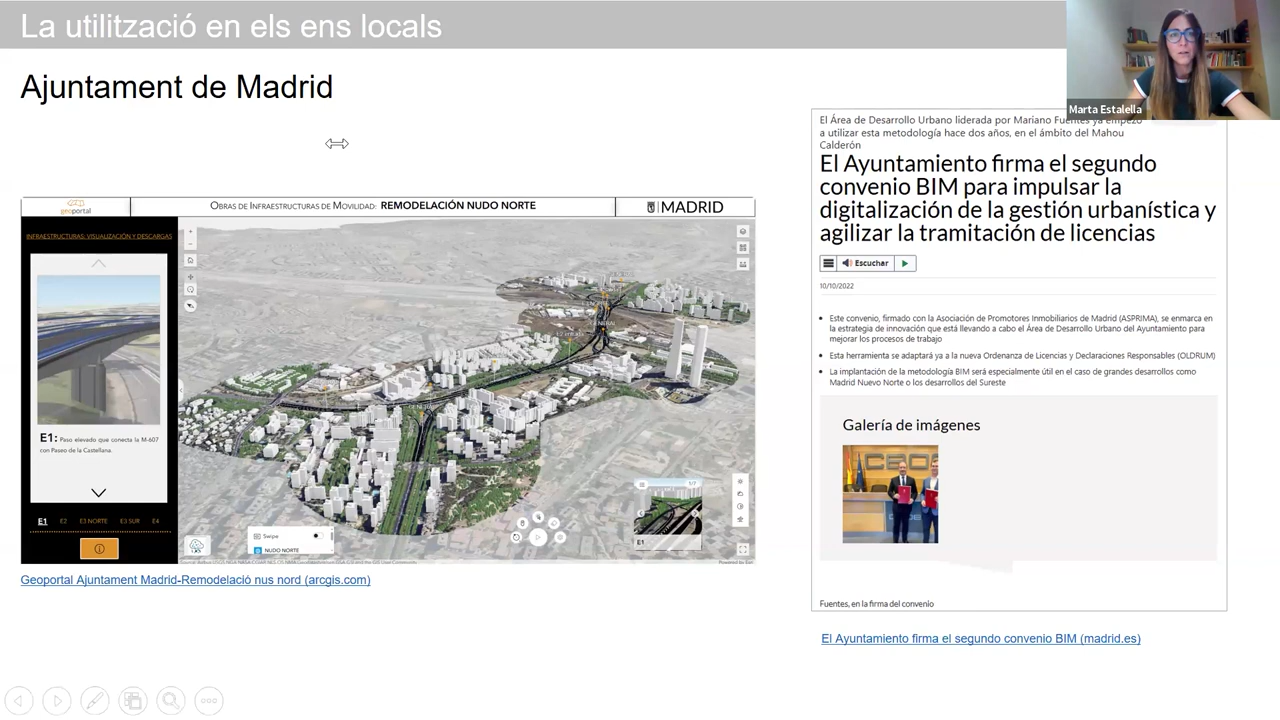 La utilització en els ens locals
Ajuntament de Madrid
Marta Estalella
geoportal
OBRAS DE INFRAESTRUCTURAS DE MOVILIDAD: REMODELACIÓN NUDO NORTE
MADRID
INFRAESTRUCTURAS: VISUALIZACIÓN Y DESCARGAS
E1: Paso elevado que conecta la M-607
con Paseo de la Castellana.
E1 E2 E3 NORTE E3 SUR E4
Swipe
NUDO NORTE
1/7
E1
Powered by Esri
Geoportal Ajuntament Madrid-Remodelació nus nord (arcgis.com)
El Área de Desarrollo Urbano liderada por Mariano Fuentes ya empezó
a utilizar esta metodología hace dos años, en el ámbito del Mahou
Calderón
El Ayuntamiento firma el segundo
convenio BIM para impulsar la
digitalización de la gestión urbanística y
agilizar la tramitación de licencias
Escuchar
10/10/2022
Este convenio, firmado con la Asociación de Promotores Inmobiliarios de Madrid (ASPRIMA), se enmarca en
la estrategia de innovación que está llevando a cabo el Área de Desarrollo Urbano del Ayuntamiento para
mejorar los procesos de trabajo
Esta herramienta se adaptará ya a la nueva Ordenanza de Licencias y Declaraciones Responsables (OLDRUM)
La implantación de la metodología BIM será especialmente útil en el caso de grandes desarrollos como
Madrid Nuevo Norte o los desarrollos del Sureste
Galería de imágenes
Fuentes, en la firma del convenio
El Ayuntamiento firma el segundo convenio BIM (madrid.es)